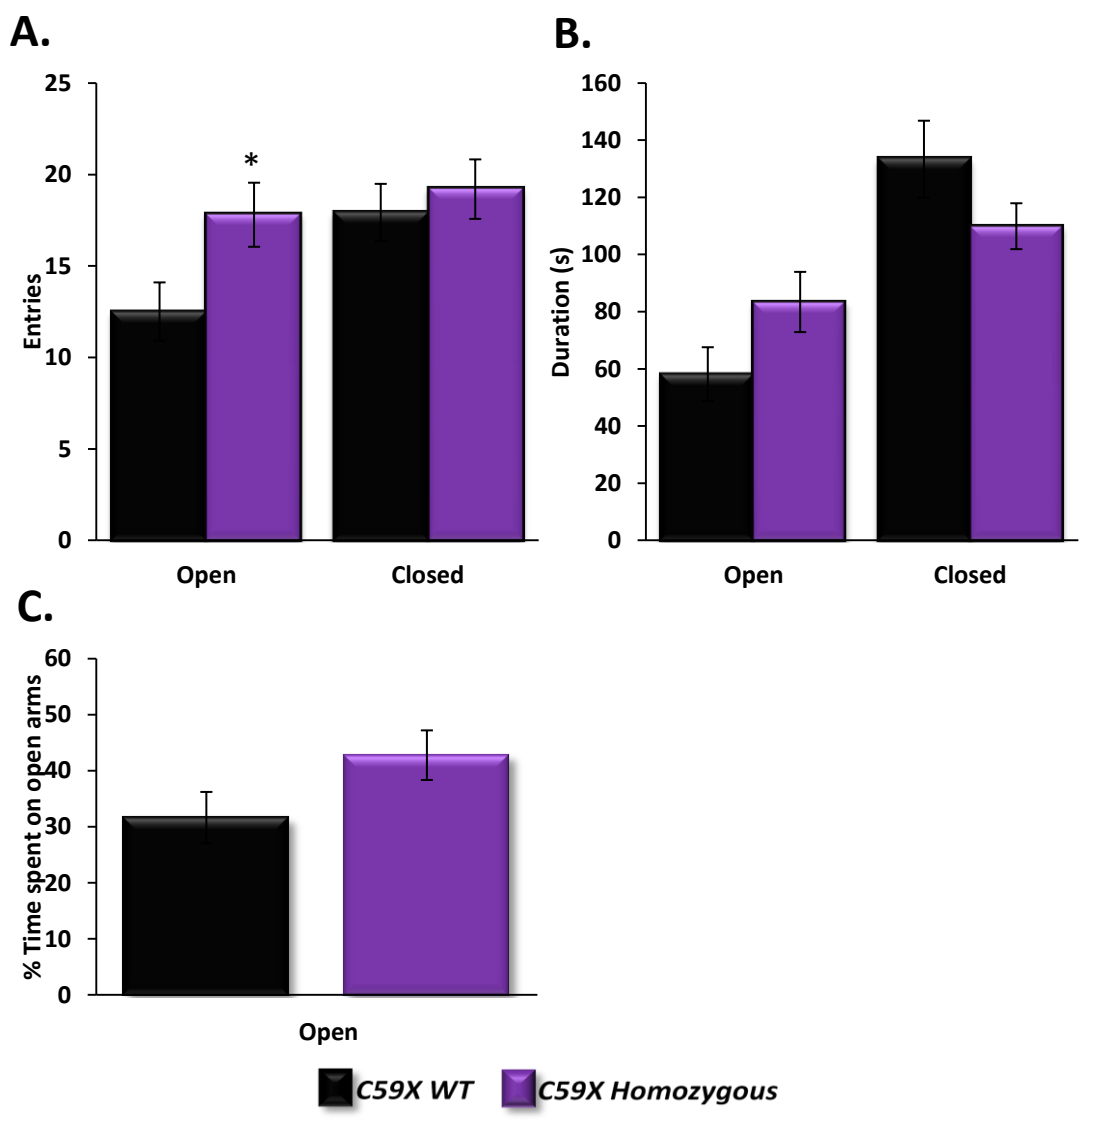 A.
25
20
15
10
5
0
Entries
*
Open
Closed
B.
160
140
120
100
80
60
40
20
0
Duration (s)
Open
Closed
C.
60
50
40
30
20
10
0
% Time spent on open arms
Open
C59X WT
C59X Homozygous